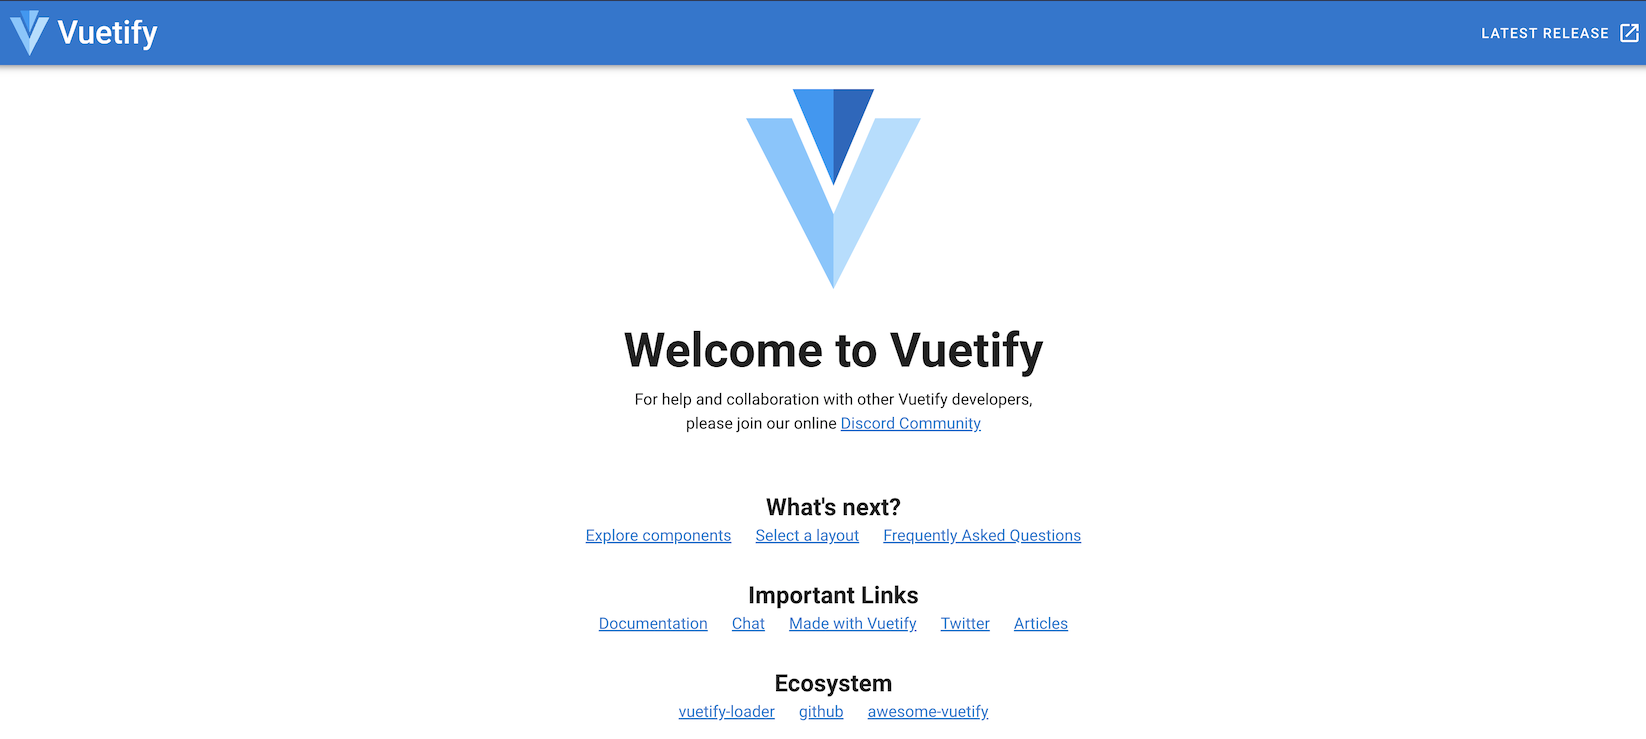 Vuetify
LATEST RELEASE
Welcome to Vuetify
For help and collaboration with other Vuetify developers,
please join our online Discord Community
What's next?
Explore components Select a layout Frequently Asked Questions
Important Links
Documentation Chat Made with Vuetify Twitter Articles
Ecosystem
vuetify-loader github awesome-vuetify